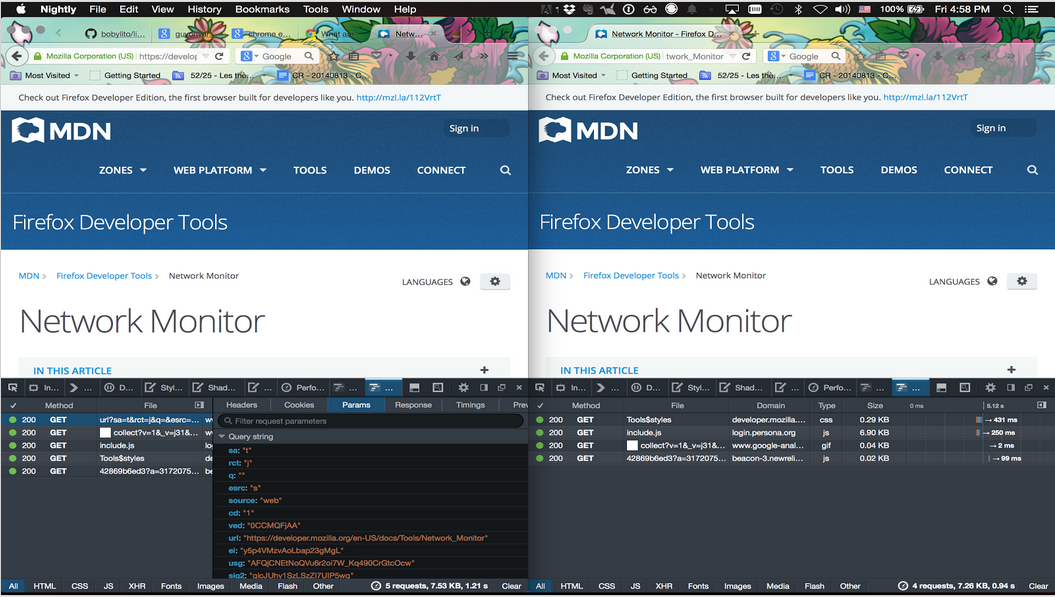 Nightly File Edit View History Bookmarks Tools Window Help 1 100% Fri 4:58 PM
bobylito/li...
Netw...
Mozilla Corporation (US) https://develop Google
Most Visited Getting Started 52/25 - Les the... CR - 20140813 - C...
Check out Firefox Developer Edition, the first browser built for developers like you. http://mzl.la/112VrtT
MDN
Sign in
ZONES WEB PLATFORM TOOLS DEMOS CONNECT
Firefox Developer Tools
MDN Firefox Developer Tools Network Monitor
LANGUAGES
Network Monitor
IN THIS ARTICLE +
In... ... D... Styl... Shad... ... Perfo... ... ...
Method File Headers Cookies Params Response Timings Prev
200 GET url?sa=t&rct=j&q=&esrc=...
200 GET collect?v=1&_v=j31&...
200 GET include.js
200 GET Tools$styles
200 GET 42869b6ed3?a=3172075...
Filter request parameters
Query string
sa: "t"
rct: "j"
q: ""
esrc: "s"
source: "web"
cd: "1"
ved: "0CCMQFjAA"
url: "https://developer.mozilla.org/en-US/docs/Tools/Network_Monitor"
ei: "y5p4VMzvAoLbap23gMgL"
usg: "AFQjCNEtNoQVu6r2oi7W_Kq490CrGtcOcw"
All HTML CSS JS XHR Fonts Images Media Flash Other 5 requests, 7.53 KB, 1.21 s Clear
Network Monitor - Firefox D...
Mozilla Corporation (US) twork_Monitor Google
Most Visited Getting Started 52/25 - Les the... CR - 20140813 - C...
Check out Firefox Developer Edition, the first browser built for developers like you. http://mzl.la/112VrtT
MDN
Sign in
ZONES WEB PLATFORM TOOLS DEMOS CONNECT
Firefox Developer Tools
MDN Firefox Developer Tools Network Monitor
LANGUAGES
Network Monitor
IN THIS ARTICLE +
In... ... D... Styl... Shad... ... Perfo... ... ...
Method File Domain Type Size 0 ms 5.12 s
200 GET Tools$styles developer.mozilla.... css 0.29 KB → 431 ms
200 GET include.js login.persona.org js 6.90 KB → 250 ms
200 GET collect?v=1&_v=j31&... www.google-anal... gif 0.04 KB → 2 ms
200 GET 42869b6ed3?a=3172075... beacon-3.newreli... js 0.02 KB → 99 ms
All HTML CSS JS XHR Fonts Images Media Flash Other 4 requests, 7.26 KB, 0.94 s Clear